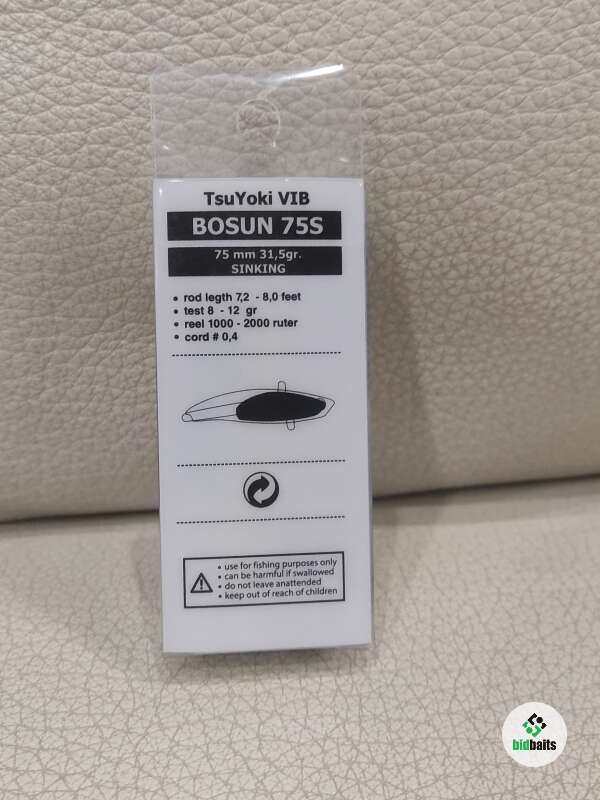 TsuYoki VIB
BOSUN 75S
75 mm 31,5gr.
SINKING
• rod legth 7,2 - 8,0 feet
• test 8 - 12 gr
• reel 1000 - 2000 ruter
• cord # 0,4
• use for fishing purposes only
• can be harmful if swallowed
• do not leave anattended
• keep out of reach of children
bidbaits